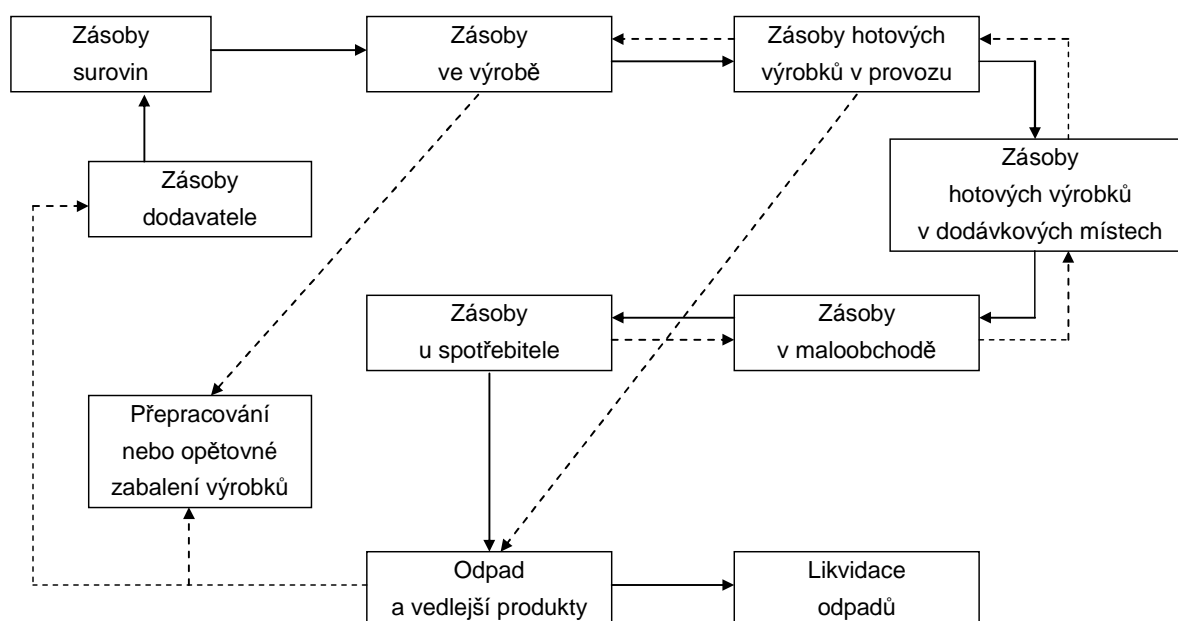 Zásoby
surovin
Zásoby
ve výrobě
Zásoby hotových
výrobků v provozu
Zásoby
dodavatele
Zásoby
hotových výrobků
v dodávkových místech
Zásoby
u spotřebitele
Zásoby
v maloobchodě
Přepracování
nebo opětovné
zabalení výrobků
Odpad
a vedlejší produkty
Likvidace
odpadů